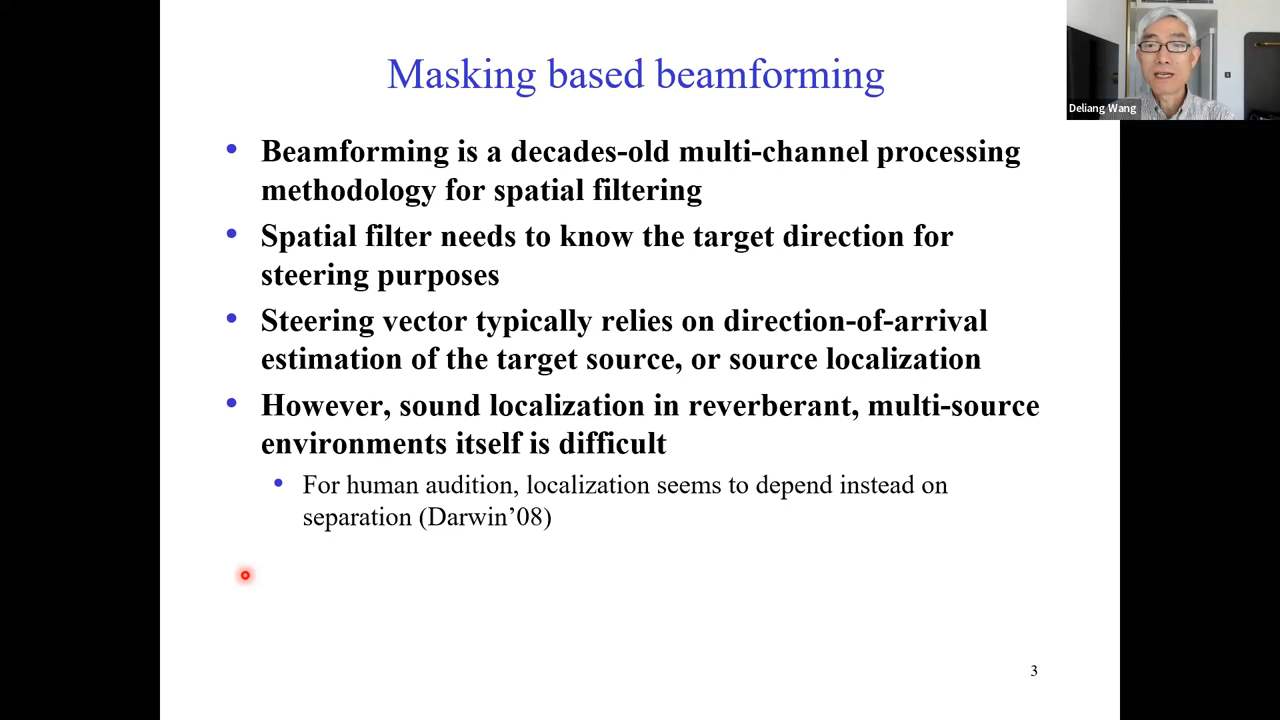 Masking based beamforming
Deliang Wang
• Beamforming is a decades-old multi-channel processing
methodology for spatial filtering
• Spatial filter needs to know the target direction for
steering purposes
• Steering vector typically relies on direction-of-arrival
estimation of the target source, or source localization
• However, sound localization in reverberant, multi-source
environments itself is difficult
• For human audition, localization seems to depend instead on
separation (Darwin’08)
3